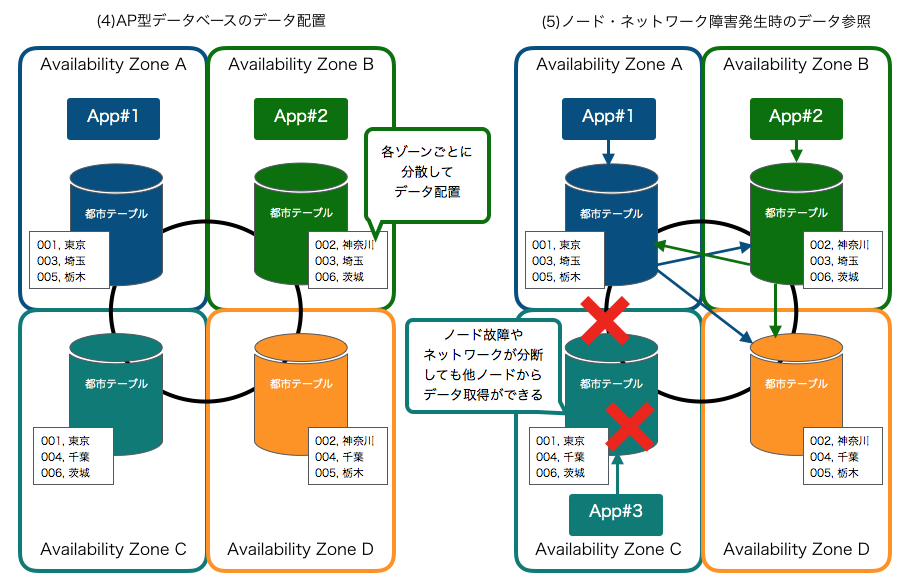 (4)AP型データベースのデータ配置
Availability Zone A
Availability Zone B
App#1
App#2
各ゾーンごとに
分散して
データ配置
都市テーブル
001, 東京
003, 埼玉
005, 栃木
都市テーブル
002, 神奈川
003, 埼玉
006, 茨城
都市テーブル
001, 東京
004, 千葉
006, 茨城
都市テーブル
002, 神奈川
004, 千葉
005, 栃木
Availability Zone C
Availability Zone D
(5)ノード・ネットワーク障害発生時のデータ参照
Availability Zone A
Availability Zone B
App#1
App#2
都市テーブル
001, 東京
003, 埼玉
005, 栃木
都市テーブル
002, 神奈川
003, 埼玉
006, 茨城
ノード故障や
ネットワークが分断
しても他ノードから
データ取得ができる
都市テーブル
001, 東京
004, 千葉
006, 茨城
都市テーブル
002, 神奈川
004, 千葉
005, 栃木
App#3
Availability Zone C
Availability Zone D